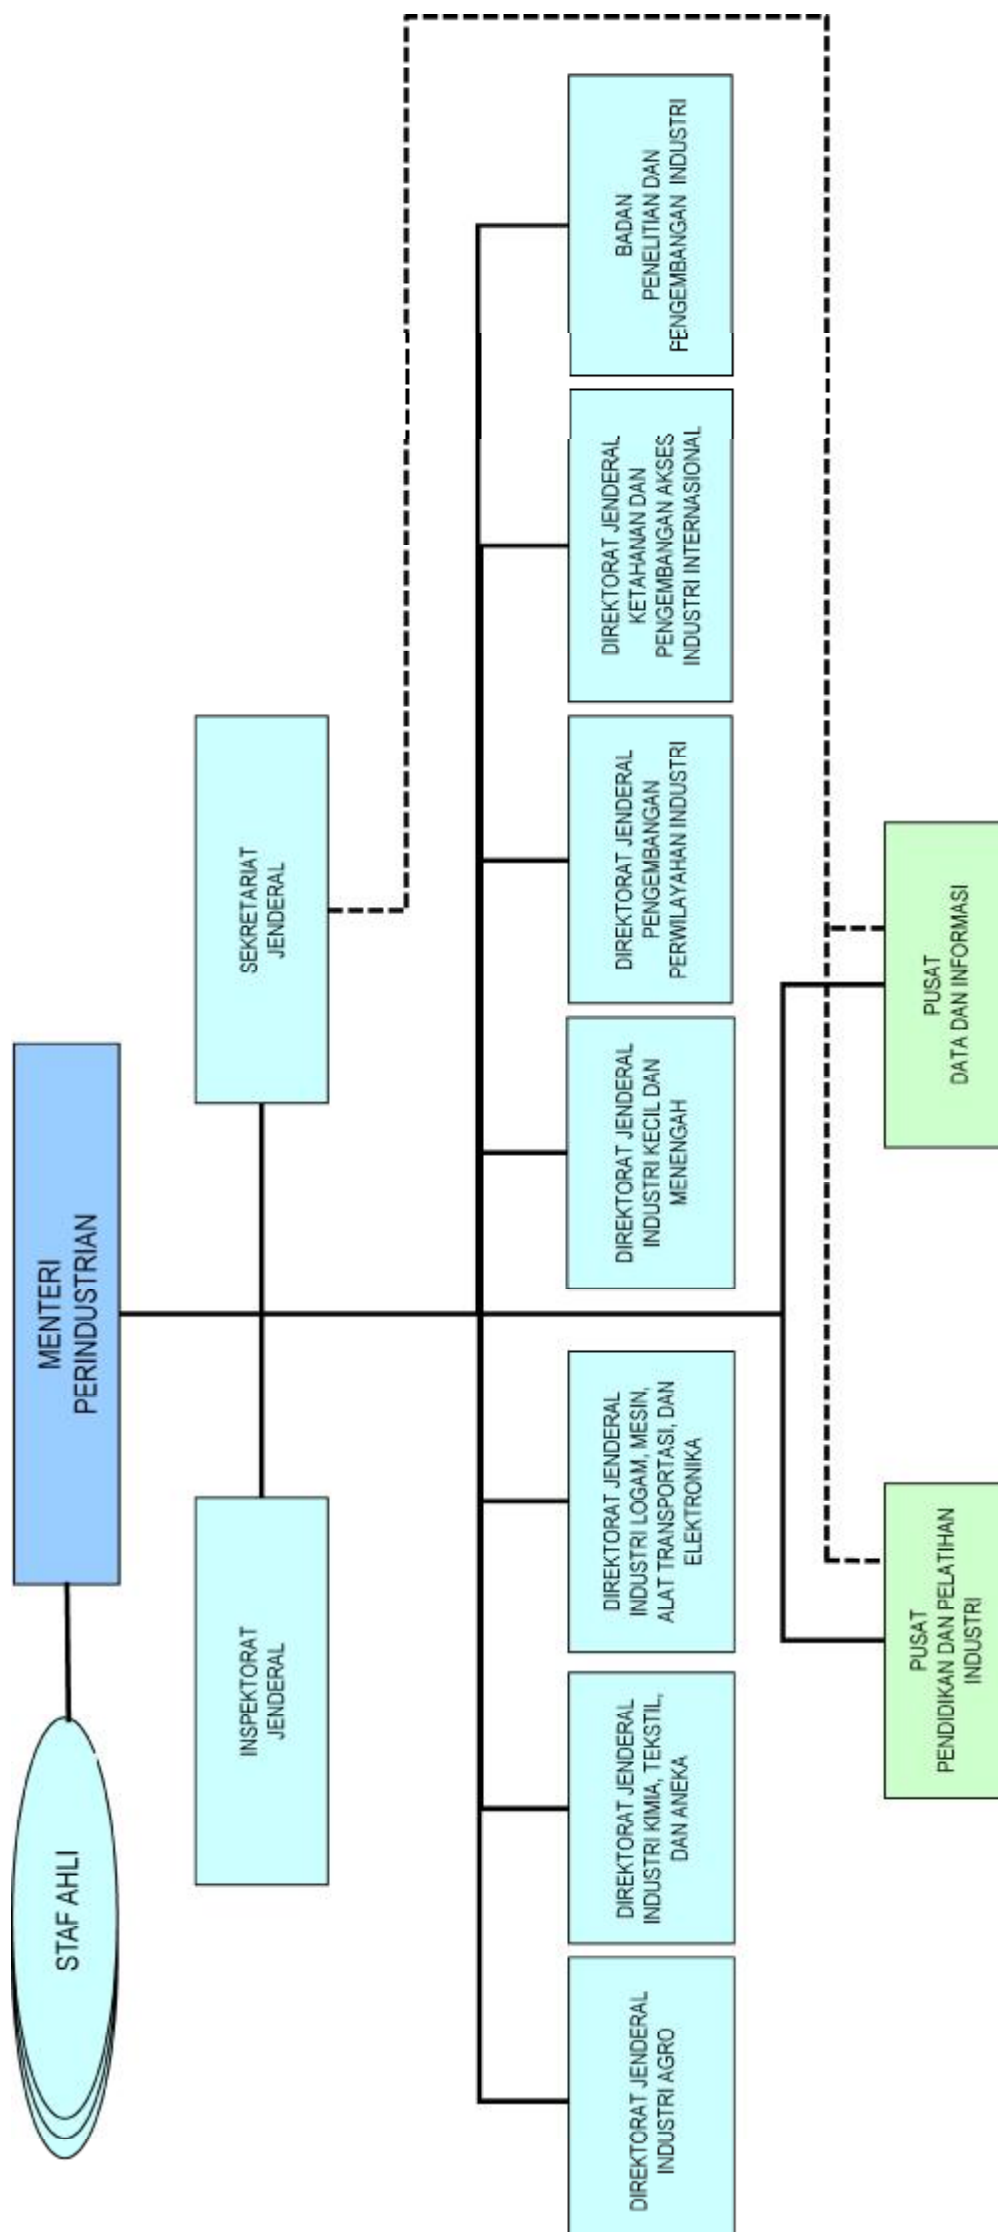 STAF AHLI
MENTERI
PERINDUSTRIAN
INSPEKTORAT
JENDERAL
SEKRETARIAT
JENDERAL
DIREKTORAT JENDERAL
INDUSTRI AGRO
DIREKTORAT JENDERAL
INDUSTRI KIMIA, TEKSTIL,
DAN ANEKA
DIREKTORAT JENDERAL
INDUSTRI LOGAM, MESIN,
ALAT TRANSPORTASI, DAN
ELEKTRONIKA
DIREKTORAT JENDERAL
INDUSTRI KECIL DAN
MENENGAH
DIREKTORAT JENDERAL
PENGEMBANGAN
PERWILAYAHAN INDUSTRI
DIREKTORAT JENDERAL
KETAHANAN DAN
PENGEMBANGAN AKSES
INDUSTRI INTERNASIONAL
BADAN
PENELITIAN DAN
PENGEMBANGAN INDUSTRI
PUSAT
PENDIDIKAN DAN PELATIHAN
INDUSTRI
PUSAT
DATA DAN INFORMASI